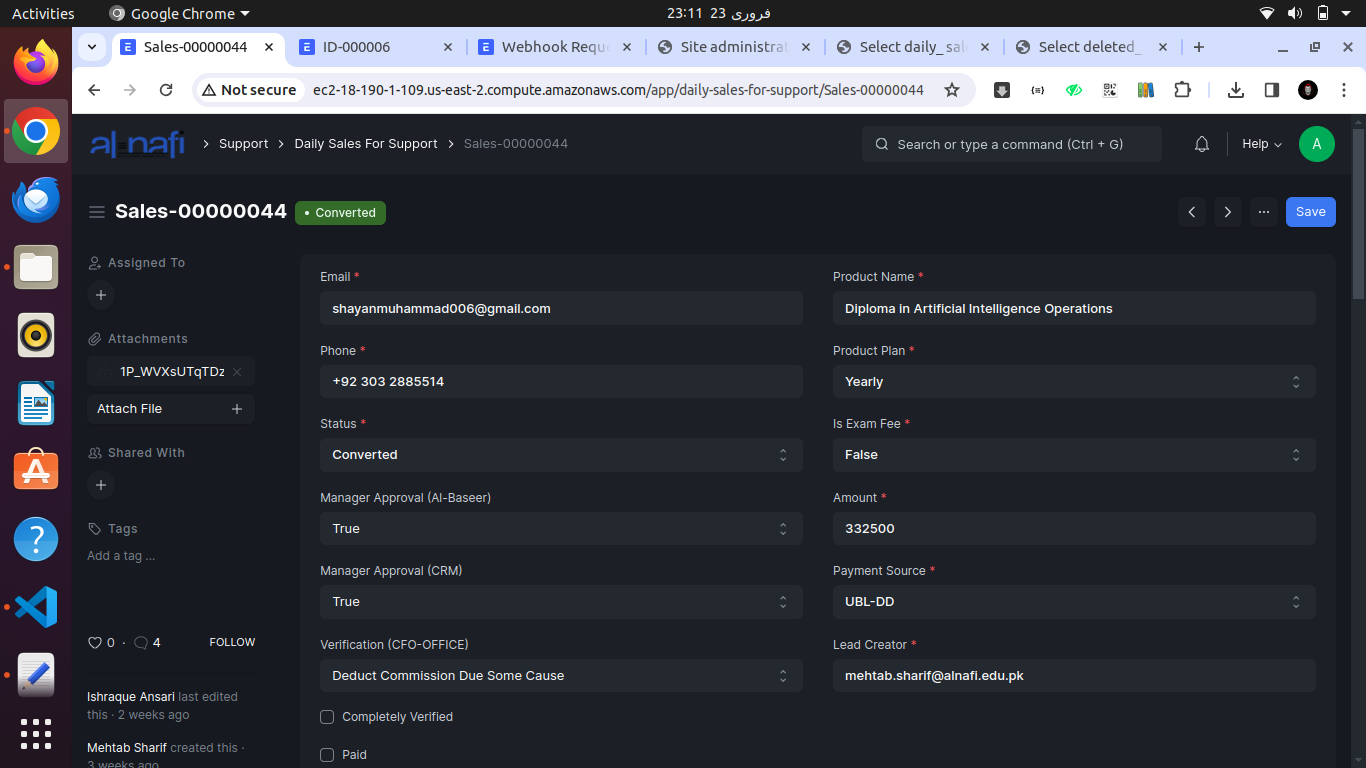 Activities
Google Chrome
23:11 23 فروری
Sales-00000044
ID-000006
Webhook Requ
Site administrat
Select daily_ sal
Select deleted_
Not secure
ec2-18-190-1-109.us-east-2.compute.amazonaws.com/app/daily-sales-for-support/Sales-00000044
al-nafi
Support
Daily Sales For Support
Sales-00000044
Search or type a command (Ctrl + G)
Help
A
Sales-00000044
Converted
Save
Assigned To
Attachments
1P_WVXsUTqTDz
Attach File
Shared With
Tags
Add a tag ...
0 · 4 FOLLOW
Ishraque Ansari last edited
this · 2 weeks ago
Mehtab Sharif created this ·
3 weeks ago
Email *
shayanmuhammad006@gmail.com
Phone *
+92 303 2885514
Status *
Converted
Manager Approval (Al-Baseer)
True
Manager Approval (CRM)
True
Verification (CFO-OFFICE)
Deduct Commission Due Some Cause
Completely Verified
Paid
Product Name *
Diploma in Artificial Intelligence Operations
Product Plan *
Yearly
Is Exam Fee *
False
Amount *
332500
Payment Source *
UBL-DD
Lead Creator *
mehtab.sharif@alnafi.edu.pk